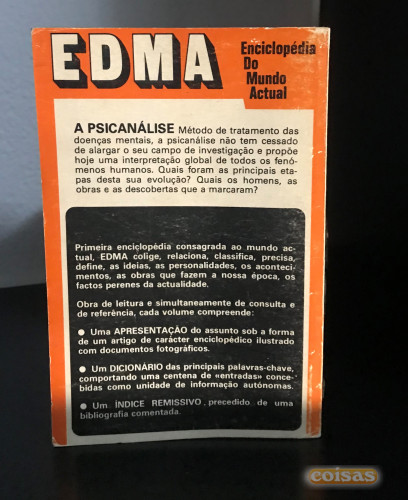 EDMA
Enciclopédia
Do
Mundo
Actual
A PSICANÁLISE Método de tratamento das
doenças mentais, a psicanálise não tem cessado
de alargar o seu campo de investigação e propõe
hoje uma interpretação global de todos os fenó-
menos humanos. Quais foram as principais eta-
pas desta sua evolução? Quais os homens, as
obras e as descobertas que a marcaram?
Primeira enciclopédia consagrada ao mundo ac-
tual, EDMA colige, relaciona, classifica, precisa,
define, as ideias, as personalidades, os aconteci-
mentos, as obras que fazem a nossa época, os
factos perenes da actualidade.
Obra de leitura e simultaneamente de consulta e
de referência, cada volume compreende:
● Uma APRESENTAÇÃO do assunto sob a forma
de um artigo de carácter enciclopédico ilustrado
com documentos fotográficos.
● Um DICIONÁRIO das principais palavras-chave,
comportando uma centena de «entradas» conce-
bidas como unidade de informação autónomas.
● Um ÍNDICE REMISSIVO, precedido de uma
bibliografia comentada.
coisas